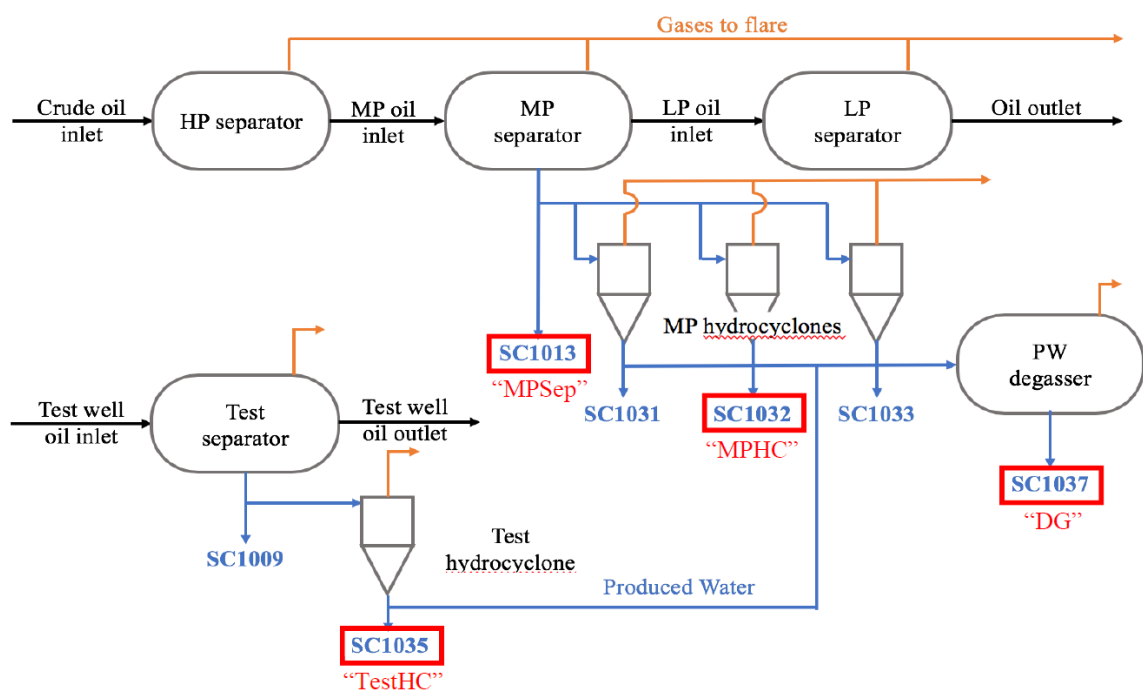 Gases to flare
Crude oil
inlet
HP separator
MP oil
inlet
MP
separator
LP oil
inlet
LP
separator
Oil outlet
MP hydrocyclones
SC1013
"MPSep"
SC1031
SC1032
"MPHC"
SC1033
PW
degasser
SC1037
"DG"
Test well
oil inlet
Test
separator
Test well
oil outlet
SC1009
Test
hydrocyclone
Produced Water
SC1035
"TestHC"